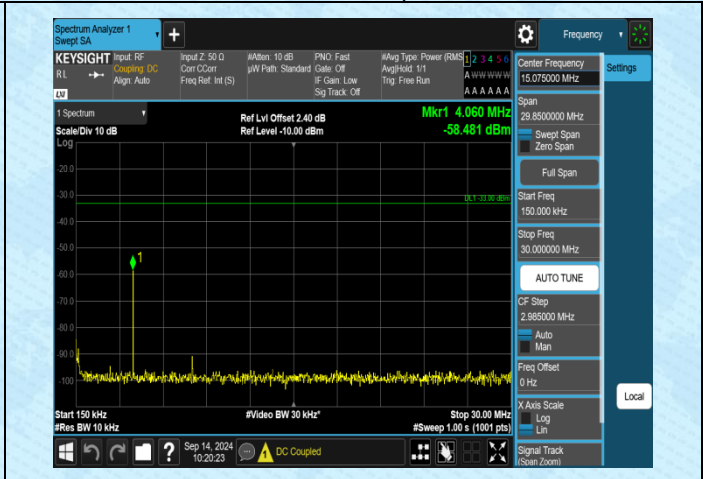 Spectrum Analyzer 1
Swept SA
Frequency
KEYSIGHT
RL
Input: RF
Coupling: DC
Align: Auto
Input Z: 50 Ω
Corr CCorr
Freq Ref: Int (S)
#Atten: 10 dB
µW Path: Standard
PNO: Fast
Gate: Off
IF Gain: Low
Sig Track: Off
#Avg Type: Power (RMS
Avg|Hold: 1/1
Trig: Free Run
1 2 3 4 5 6
A W W W W W
A A A A A A
LXI
1 Spectrum
Scale/Div 10 dB
Log
Ref Lvl Offset 2.40 dB
Ref Level -10.00 dBm
Mkr1 4.060 MHz
-58.481 dBm
-20.0
-30.0
DL1 -33.00 dBm
-40.0
-50.0
1
-60.0
-70.0
-80.0
-90.0
-100
Start 150 kHz
#Res BW 10 kHz
#Video BW 30 kHz*
Stop 30.00 MHz
#Sweep 1.00 s (1001 pts)
Sep 14, 2024
10:20:23
DC Coupled
Center Frequency
15.075000 MHz
Settings
Span
29.8500000 MHz
Swept Span
Zero Span
Full Span
Start Freq
150.000 kHz
Stop Freq
30.000000 MHz
AUTO TUNE
CF Step
2.985000 MHz
Auto
Man
Freq Offset
0 Hz
X Axis Scale
Log
Lin
Local
Signal Track
(Span Zoom)